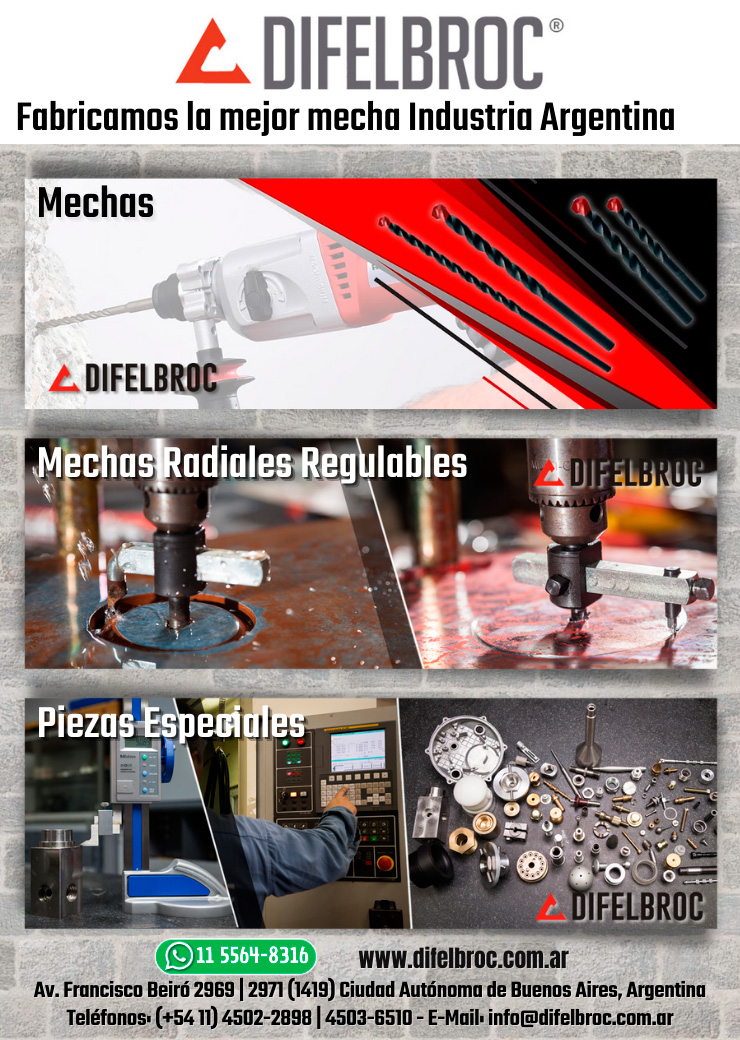 DIFELBROC®
Fabricamos la mejor mecha Industria Argentina
Mechas
DIFELBROC
Mechas Radiales Regulables
DIFELBROC
Piezas Especiales
DIFELBROC
11 5564-8316
www.difelbroc.com.ar
Av. Francisco Beiró 2969 | 2971 (1419) Ciudad Autónoma de Buenos Aires, Argentina
Teléfonos: (+54 11) 4502-2898 | 4503-6510 - E-Mail: info@difelbroc.com.ar